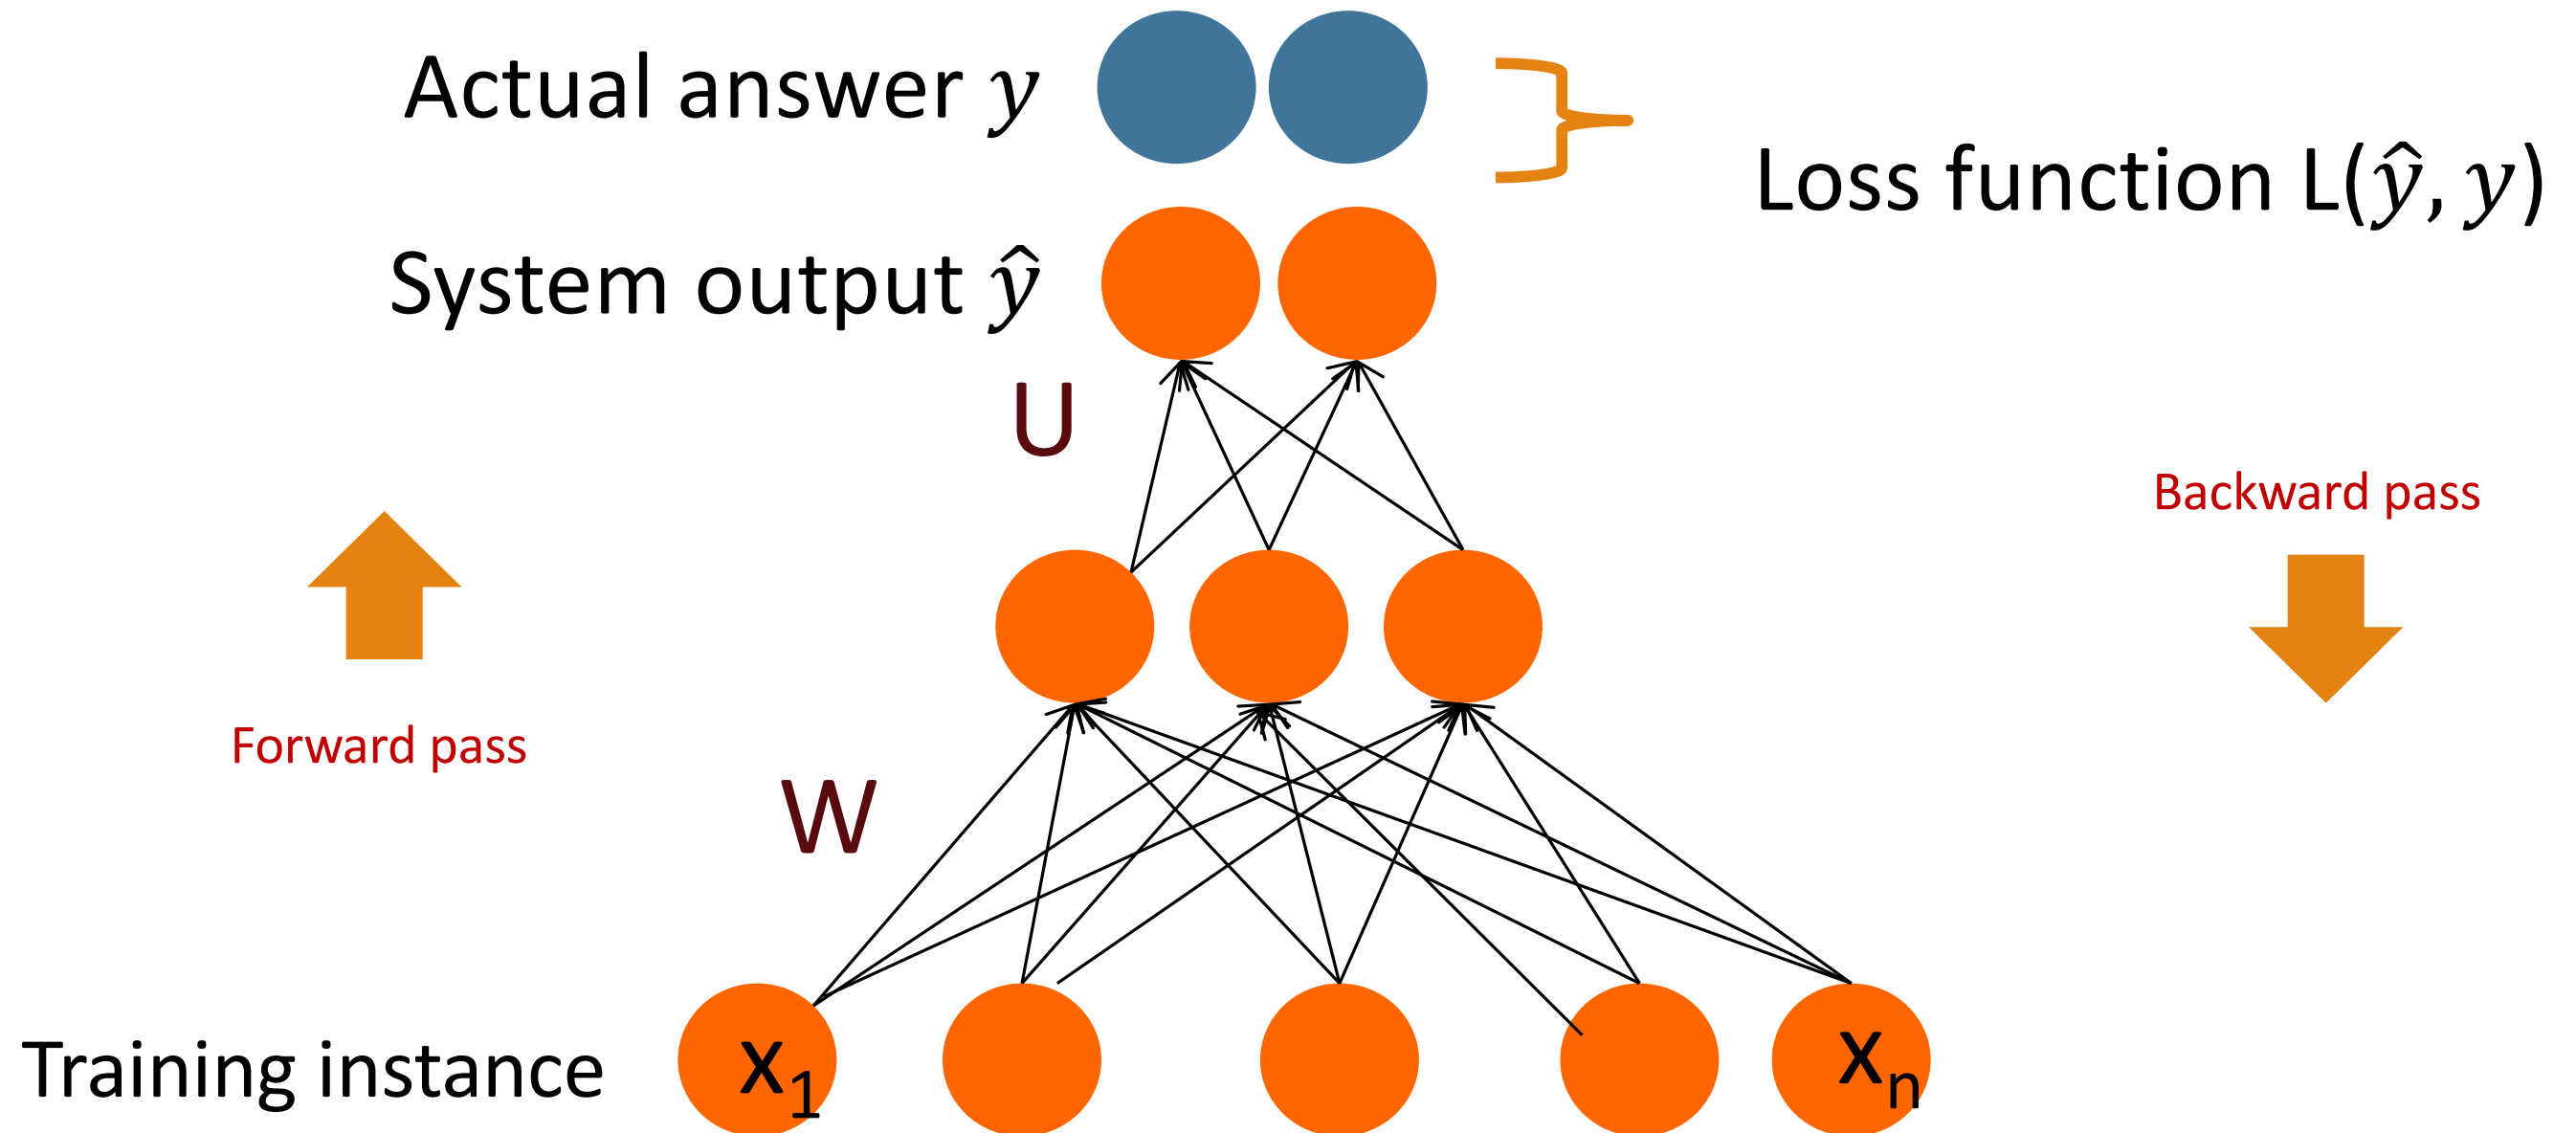 Actual answer y
Loss function L(ŷ, y)
System output ŷ
U
Backward pass
Forward pass
W
Training instance
x₁
xₙ